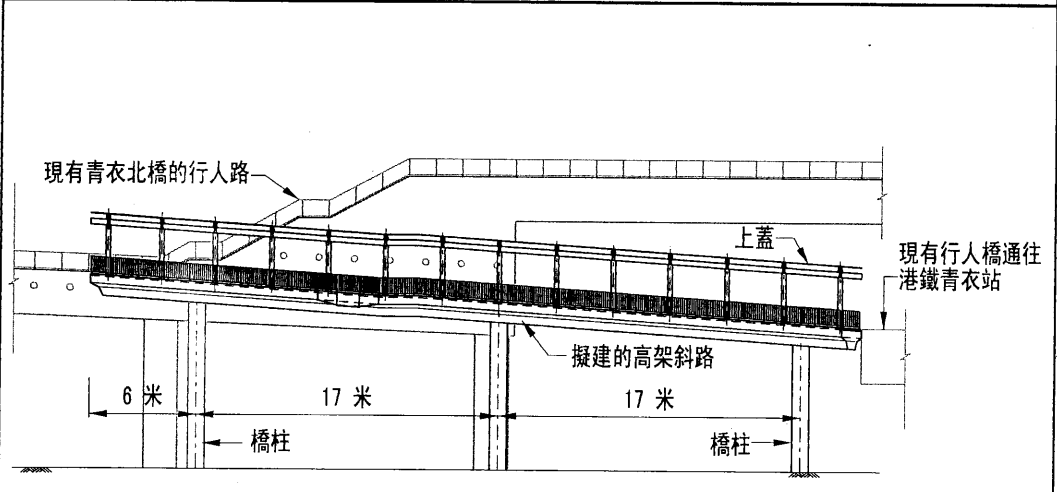 現有青衣北橋的行人路
上蓋
現有行人橋通往
港鐵青衣站
擬建的高架斜路
6 米
17 米
17 米
橋柱
橋柱